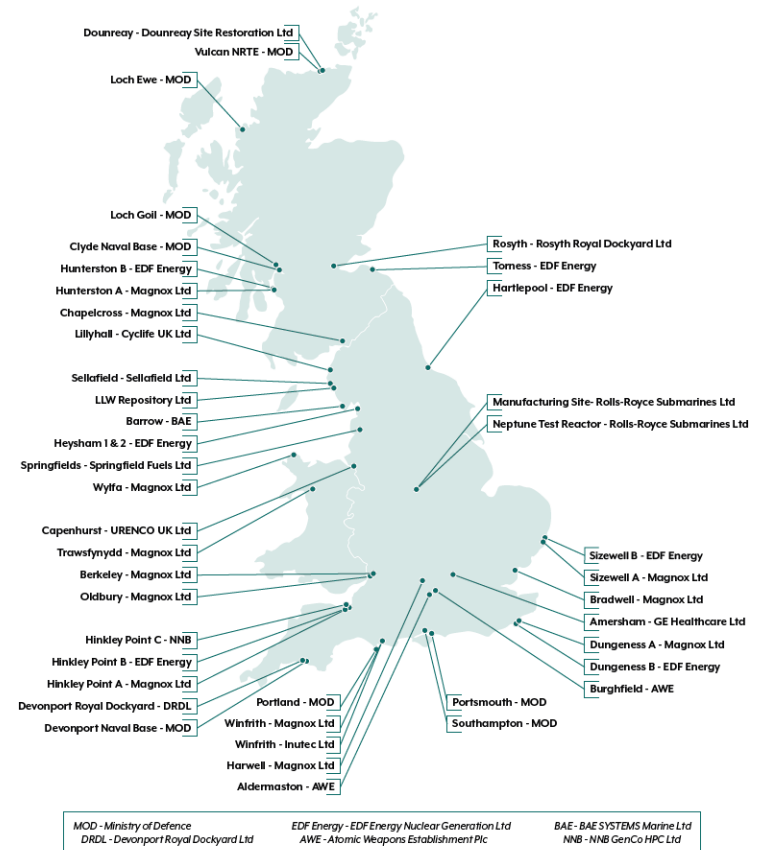 Dounreay - Dounreay Site Restoration Ltd
Vulcan NRTE - MOD
Loch Ewe - MOD
Loch Goil - MOD
Clyde Naval Base - MOD
Hunterston B - EDF Energy
Hunterston A - Magnox Ltd
Chapelcross - Magnox Ltd
Lillyhall - Cyclife UK Ltd
Sellafield - Sellafield Ltd
LLW Repository Ltd
Barrow - BAE
Heysham 1 & 2 - EDF Energy
Springfields - Springfield Fuels Ltd
Wylfa - Magnox Ltd
Capenhurst - URENCO UK Ltd
Trawsfynydd - Magnox Ltd
Berkeley - Magnox Ltd
Oldbury - Magnox Ltd
Hinkley Point C - NNB
Hinkley Point B - EDF Energy
Hinkley Point A - Magnox Ltd
Devonport Royal Dockyard - DRDL
Devonport Naval Base - MOD
Rosyth - Rosyth Royal Dockyard Ltd
Torness - EDF Energy
Hartlepool - EDF Energy
Manufacturing Site- Rolls-Royce Submarines Ltd
Neptune Test Reactor - Rolls-Royce Submarines Ltd
Sizewell B - EDF Energy
Sizewell A - Magnox Ltd
Bradwell - Magnox Ltd
Amersham - GE Healthcare Ltd
Dungeness A - Magnox Ltd
Dungeness B - EDF Energy
Burghfield - AWE
Portland - MOD
Winfrith - Magnox Ltd
Winfrith - Inutec Ltd
Harwell - Magnox Ltd
Aldermaston - AWE
Portsmouth - MOD
Southampton - MOD
MOD - Ministry of Defence EDF Energy - EDF Energy Nuclear Generation Ltd BAE - BAE SYSTEMS Marine Ltd
DRDL - Devonport Royal Dockyard Ltd AWE - Atomic Weapons Establishment Plc NNB - NNB GenCo HPC Ltd